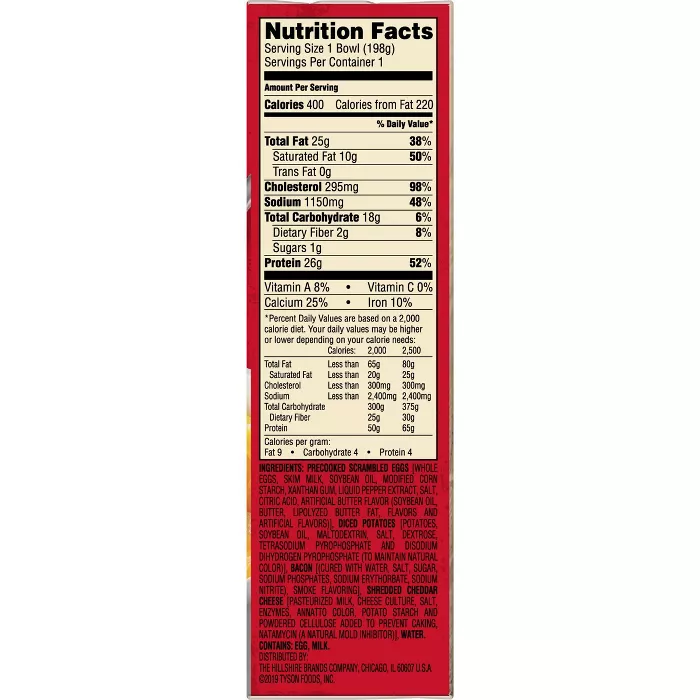 Nutrition Facts
Serving Size 1 Bowl (198g)
Servings Per Container 1
Amount Per Serving
Calories 400 Calories from Fat 220
% Daily Value*
Total Fat 25g 38%
Saturated Fat 10g 50%
Trans Fat 0g
Cholesterol 295mg 98%
Sodium 1150mg 48%
Total Carbohydrate 18g 6%
Dietary Fiber 2g 8%
Sugars 1g
Protein 26g 52%
Vitamin A 8% • Vitamin C 0%
Calcium 25% • Iron 10%
*Percent Daily Values are based on a 2,000
calorie diet. Your daily values may be higher
or lower depending on your calorie needs:
Calories: 2,000 2,500
Total Fat Less than 65g 80g
Saturated Fat Less than 20g 25g
Cholesterol Less than 300mg 300mg
Sodium Less than 2,400mg 2,400mg
Total Carbohydrate 300g 375g
Dietary Fiber 25g 30g
Protein 50g 65g
Calories per gram:
Fat 9 • Carbohydrate 4 • Protein 4
INGREDIENTS: PRECOOKED SCRAMBLED EGGS [WHOLE
EGGS, SKIM MILK, SOYBEAN OIL, MODIFIED CORN
STARCH, XANTHAN GUM, LIQUID PEPPER EXTRACT, SALT,
CITRIC ACID, ARTIFICIAL BUTTER FLAVOR (SOYBEAN OIL,
BUTTER, LIPOLYZED BUTTER FAT, FLAVORS AND
ARTIFICIAL FLAVORS)], DICED POTATOES [POTATOES,
SOYBEAN OIL, MALTODEXTRIN, SALT, DEXTROSE,
TETRASODIUM PYROPHOSPHATE AND DISODIUM
DIHYDROGEN PYROPHOSPHATE (TO MAINTAIN NATURAL
COLOR)], BACON [(CURED WITH WATER, SALT, SUGAR,
SODIUM PHOSPHATES, SODIUM ERYTHORBATE, SODIUM
NITRITE), SMOKE FLAVORING], SHREDDED CHEDDAR
CHEESE [PASTEURIZED MILK, CHEESE CULTURE, SALT,
ENZYMES, ANNATTO COLOR, POTATO STARCH AND
POWDERED CELLULOSE ADDED TO PREVENT CAKING,
NATAMYCIN (A NATURAL MOLD INHIBITOR)], WATER.
CONTAINS: EGG, MILK.
DISTRIBUTED BY:
THE HILLSHIRE BRANDS COMPANY, CHICAGO, IL 60607 U.S.A.
©2019 TYSON FOODS, INC.